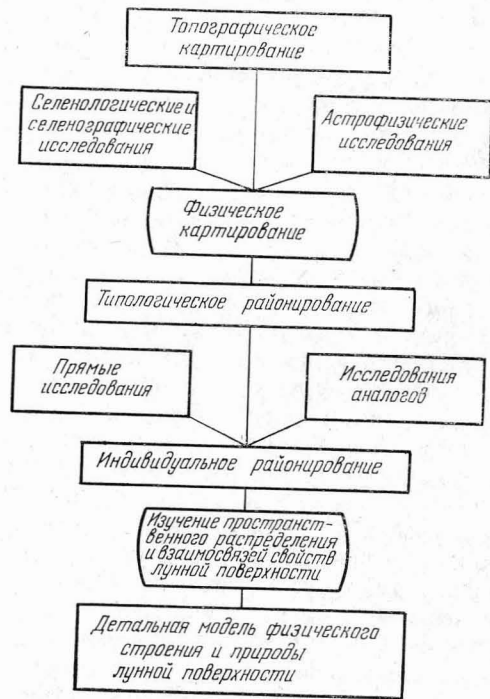 Топографическое
картирование
Селенологические и
селенографические
исследования
Астрофизические
исследования
Физическое
картирование
Типологическое районирование
Прямые
исследования
Исследования
аналогов
Индивидуальное районирование
Изучение пространст-
венного распределения
и взаимосвязей свойств
лунной поверхности
Детальная модель физического
строения и природы
лунной поверхности